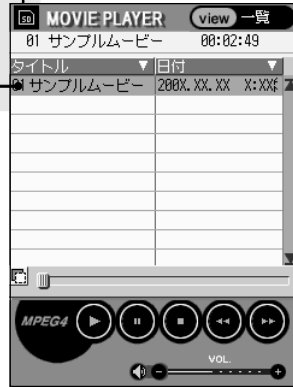 SD MOVIE PLAYER view 一覧
01 サンプルムービー 00:02:49
タイトル ▼ 日付 ▼
サンプルムービー 200X.XX.XX X:XX
MPEG4
VOL.